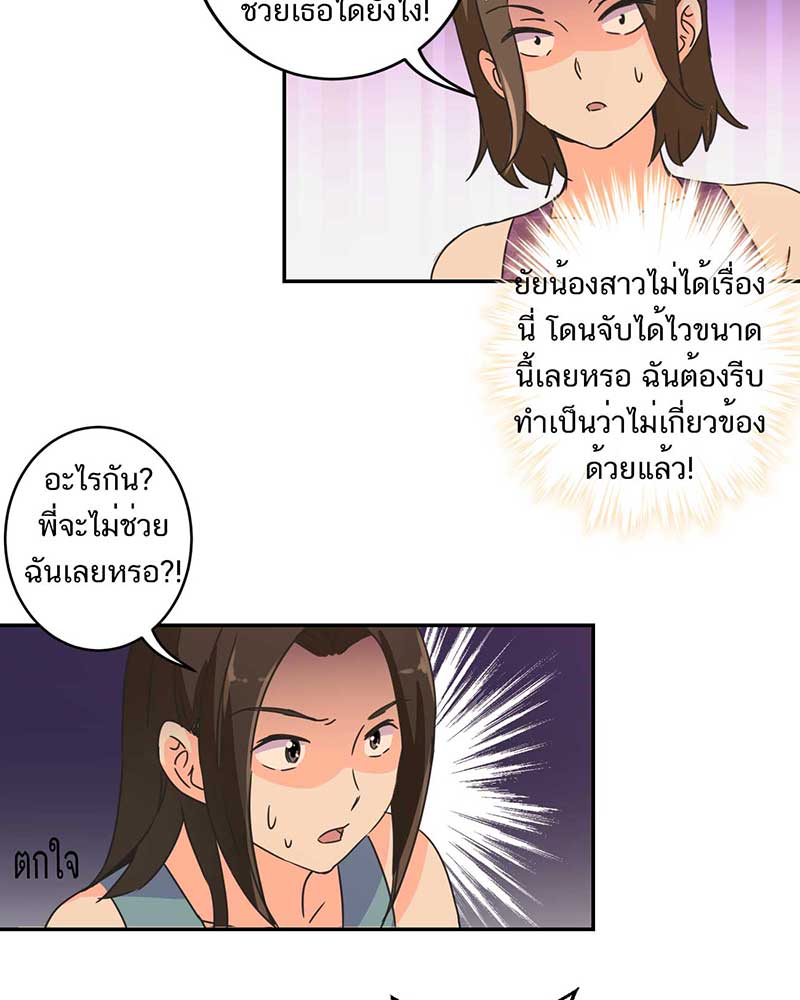 ช่วยเธอได้ยังไง!
ยัยน้องสาวไม่ได้เรื่อง
นี่ โดนจับได้ไวขนาด
นี้เลยหรอ ฉันต้องรีบ
ทำเป็นว่าไม่เกี่ยวข้อง
ด้วยแล้ว!
อะไรกัน?
พี่จะไม่ช่วย
ฉันเลยหรอ?!
ตกใจ